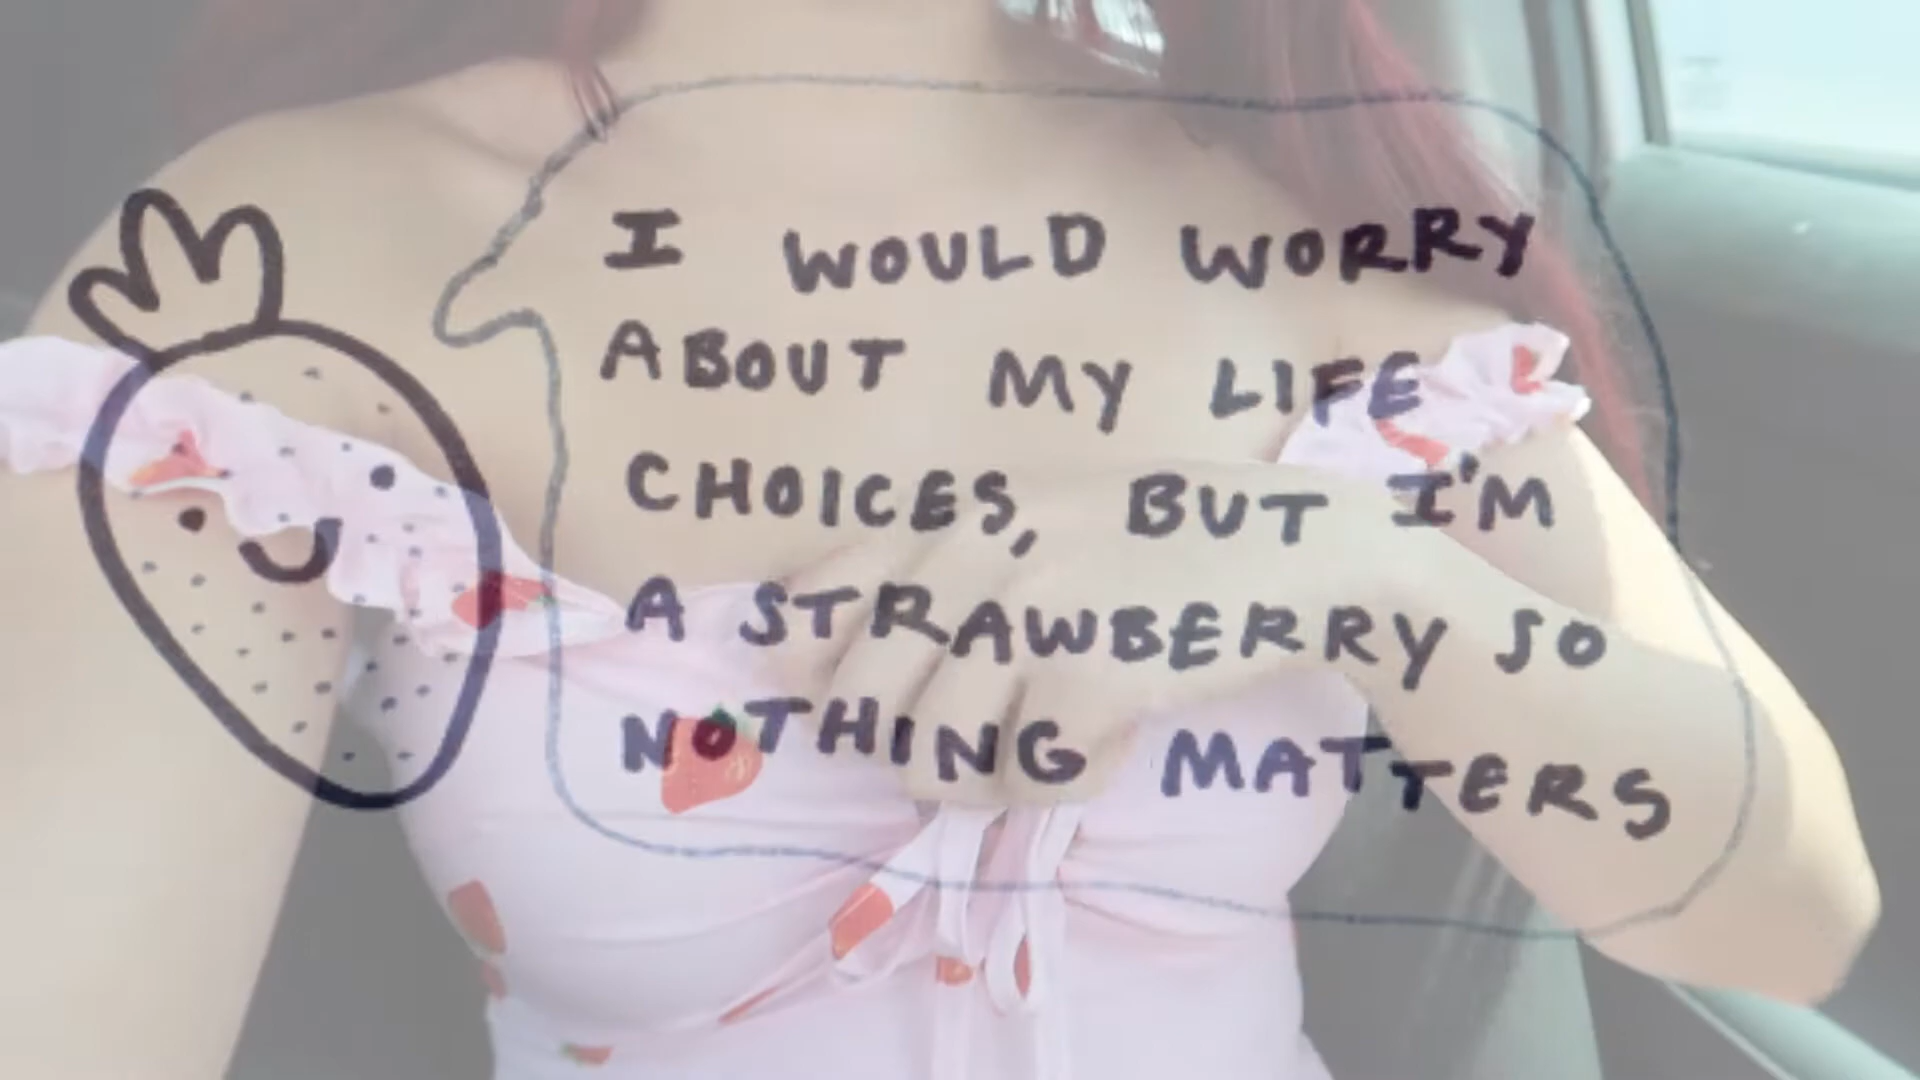 I WOULD WORRY
ABOUT MY LIFE
CHOICES, BUT I'M
A STRAWBERRY SO
NOTHING MATTERS